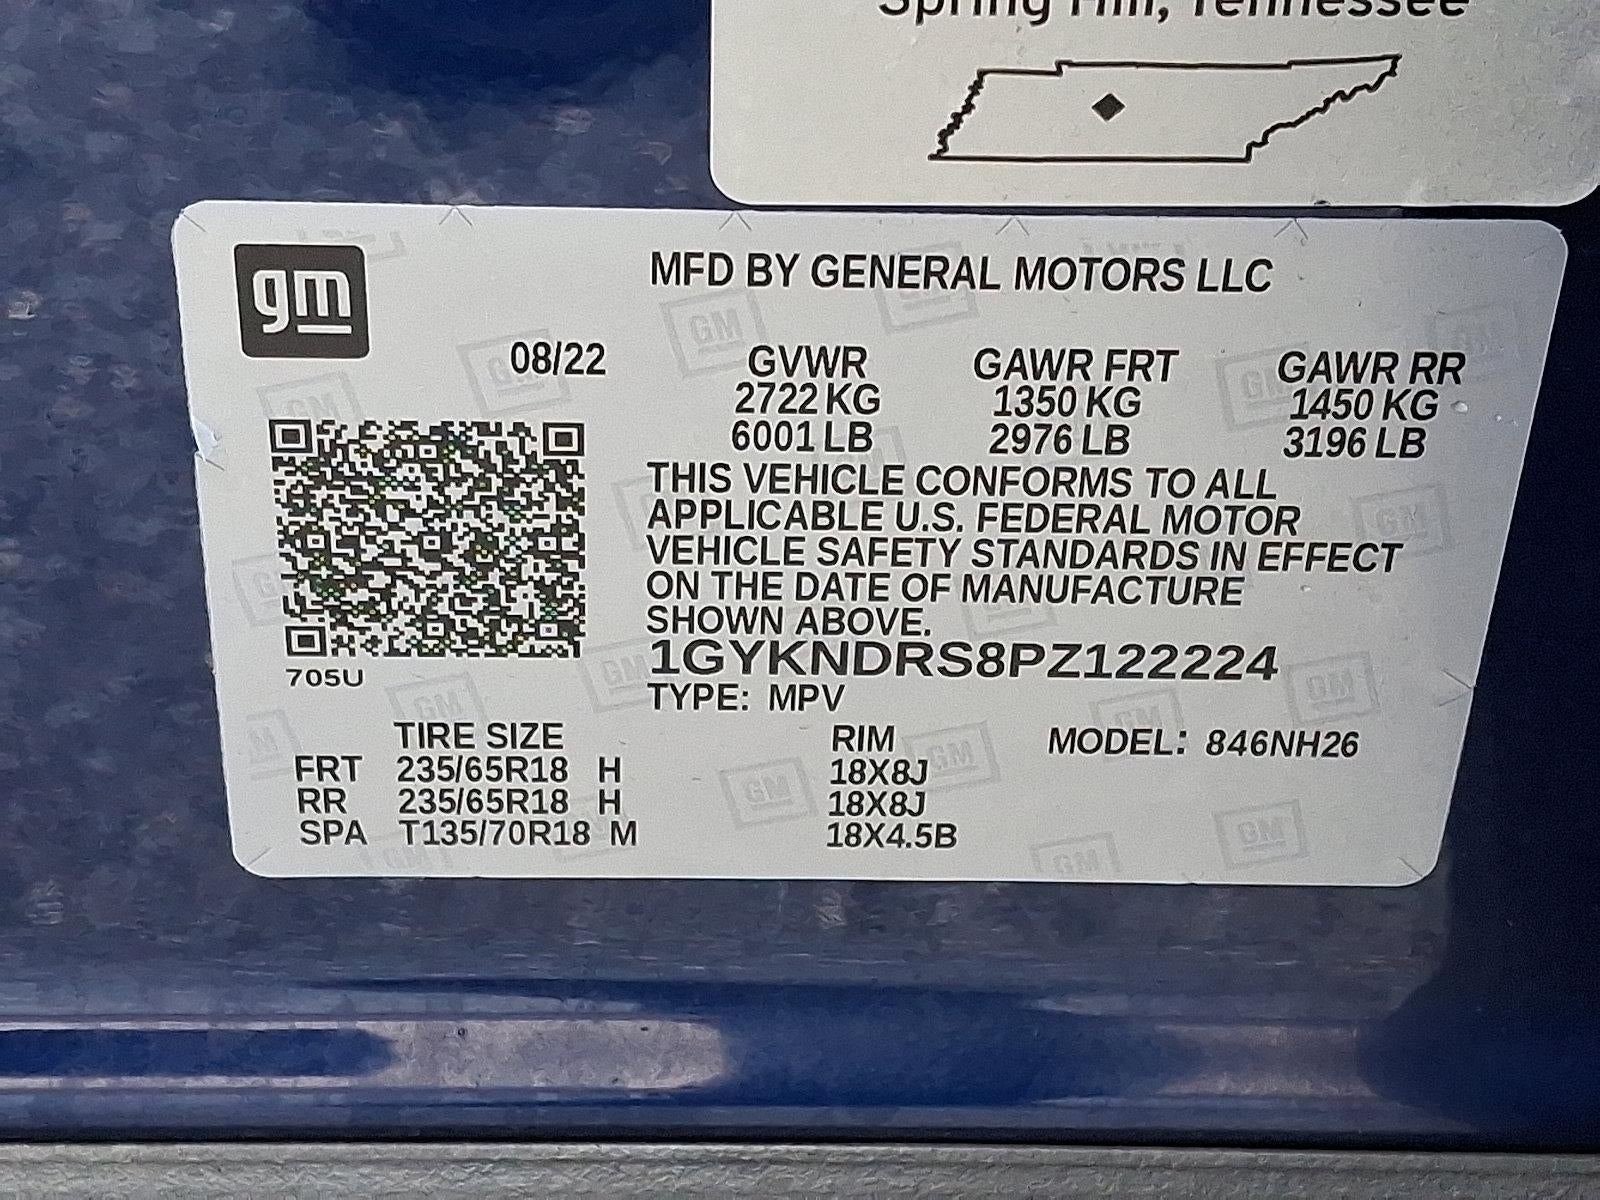 Spring Hill, Tennessee
gm
MFD BY GENERAL MOTORS LLC
08/22 GVWR GAWR FRT GAWR RR
2722 KG 1350 KG 1450 KG
6001 LB 2976 LB 3196 LB
THIS VEHICLE CONFORMS TO ALL
APPLICABLE U.S. FEDERAL MOTOR
VEHICLE SAFETY STANDARDS IN EFFECT
ON THE DATE OF MANUFACTURE
SHOWN ABOVE.
1GYKNDRS8PZ122224
705U
TYPE: MPV
TIRE SIZE RIM MODEL: 846NH26
FRT 235/65R18 H 18X8J
RR 235/65R18 H 18X8J
SPA T135/70R18 M 18X4.5B